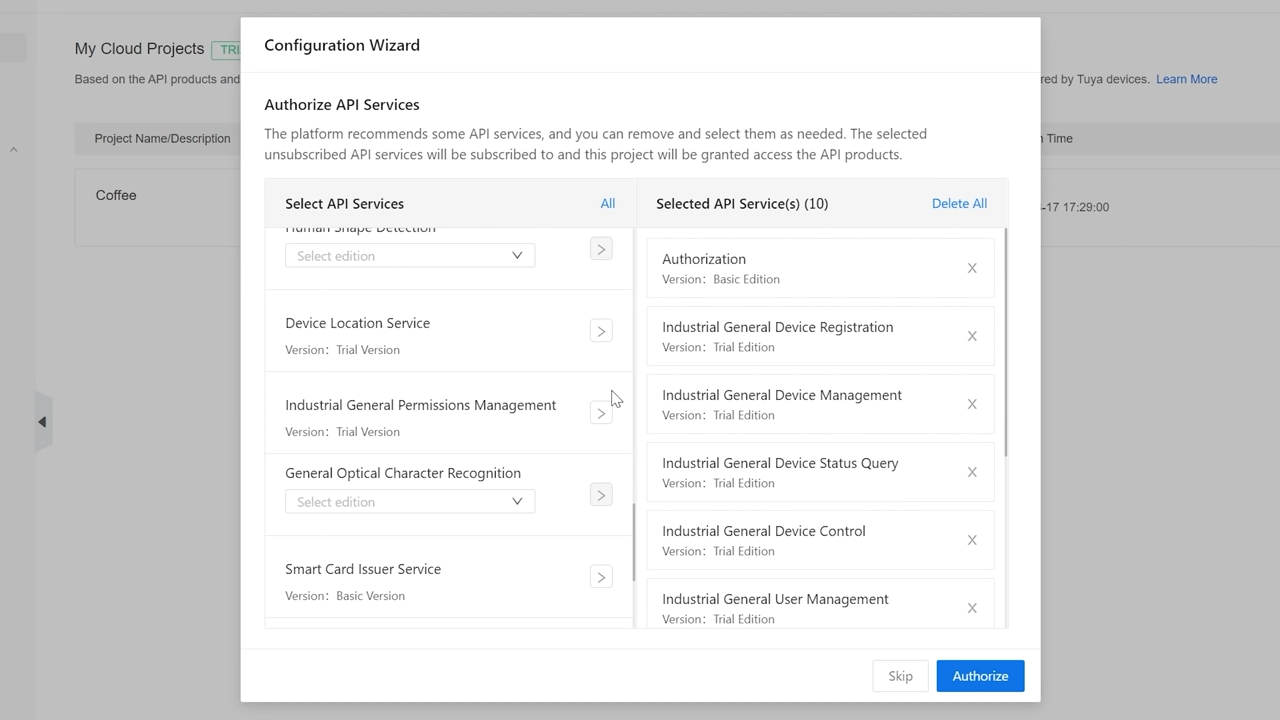 My Cloud Projects TRI
Based on the API products and
red by Tuya devices. Learn More
Project Name/Description
n Time
Coffee
-17 17:29:00
Configuration Wizard
Authorize API Services
The platform recommends some API services, and you can remove and select them as needed. The selected
unsubscribed API services will be subscribed to and this project will be granted access the API products.
Select API Services
All
Human Shape Detection
Select edition
Device Location Service
Version: Trial Version
Industrial General Permissions Management
Version: Trial Version
General Optical Character Recognition
Select edition
Smart Card Issuer Service
Version: Basic Version
Selected API Service(s) (10)
Delete All
Authorization
Version: Basic Edition
Industrial General Device Registration
Version: Trial Edition
Industrial General Device Management
Version: Trial Edition
Industrial General Device Status Query
Version: Trial Edition
Industrial General Device Control
Version: Trial Edition
Industrial General User Management
Version: Trial Edition
Skip
Authorize